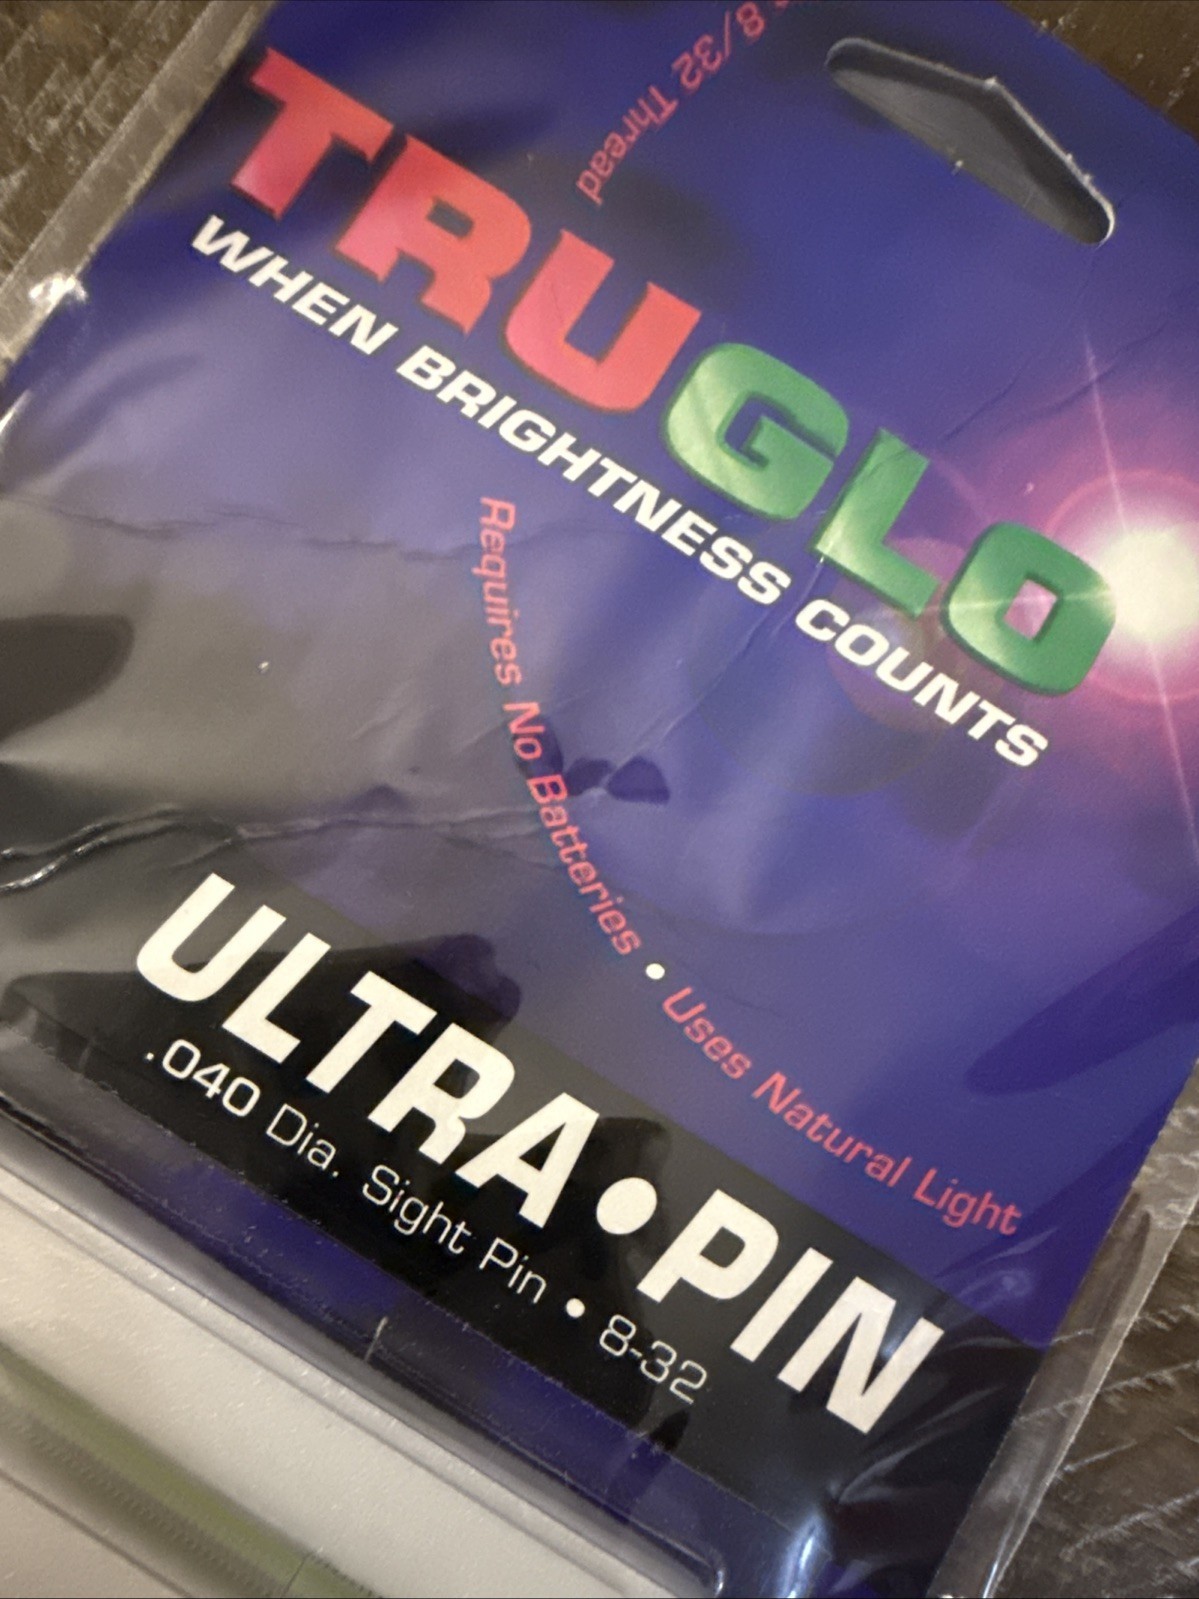 8/32 Thread
TRUGLO
WHEN BRIGHTNESS COUNTS
Requires No Batteries • Uses Natural Light
ULTRA•PIN
.040 Dia. Sight Pin • 8-32